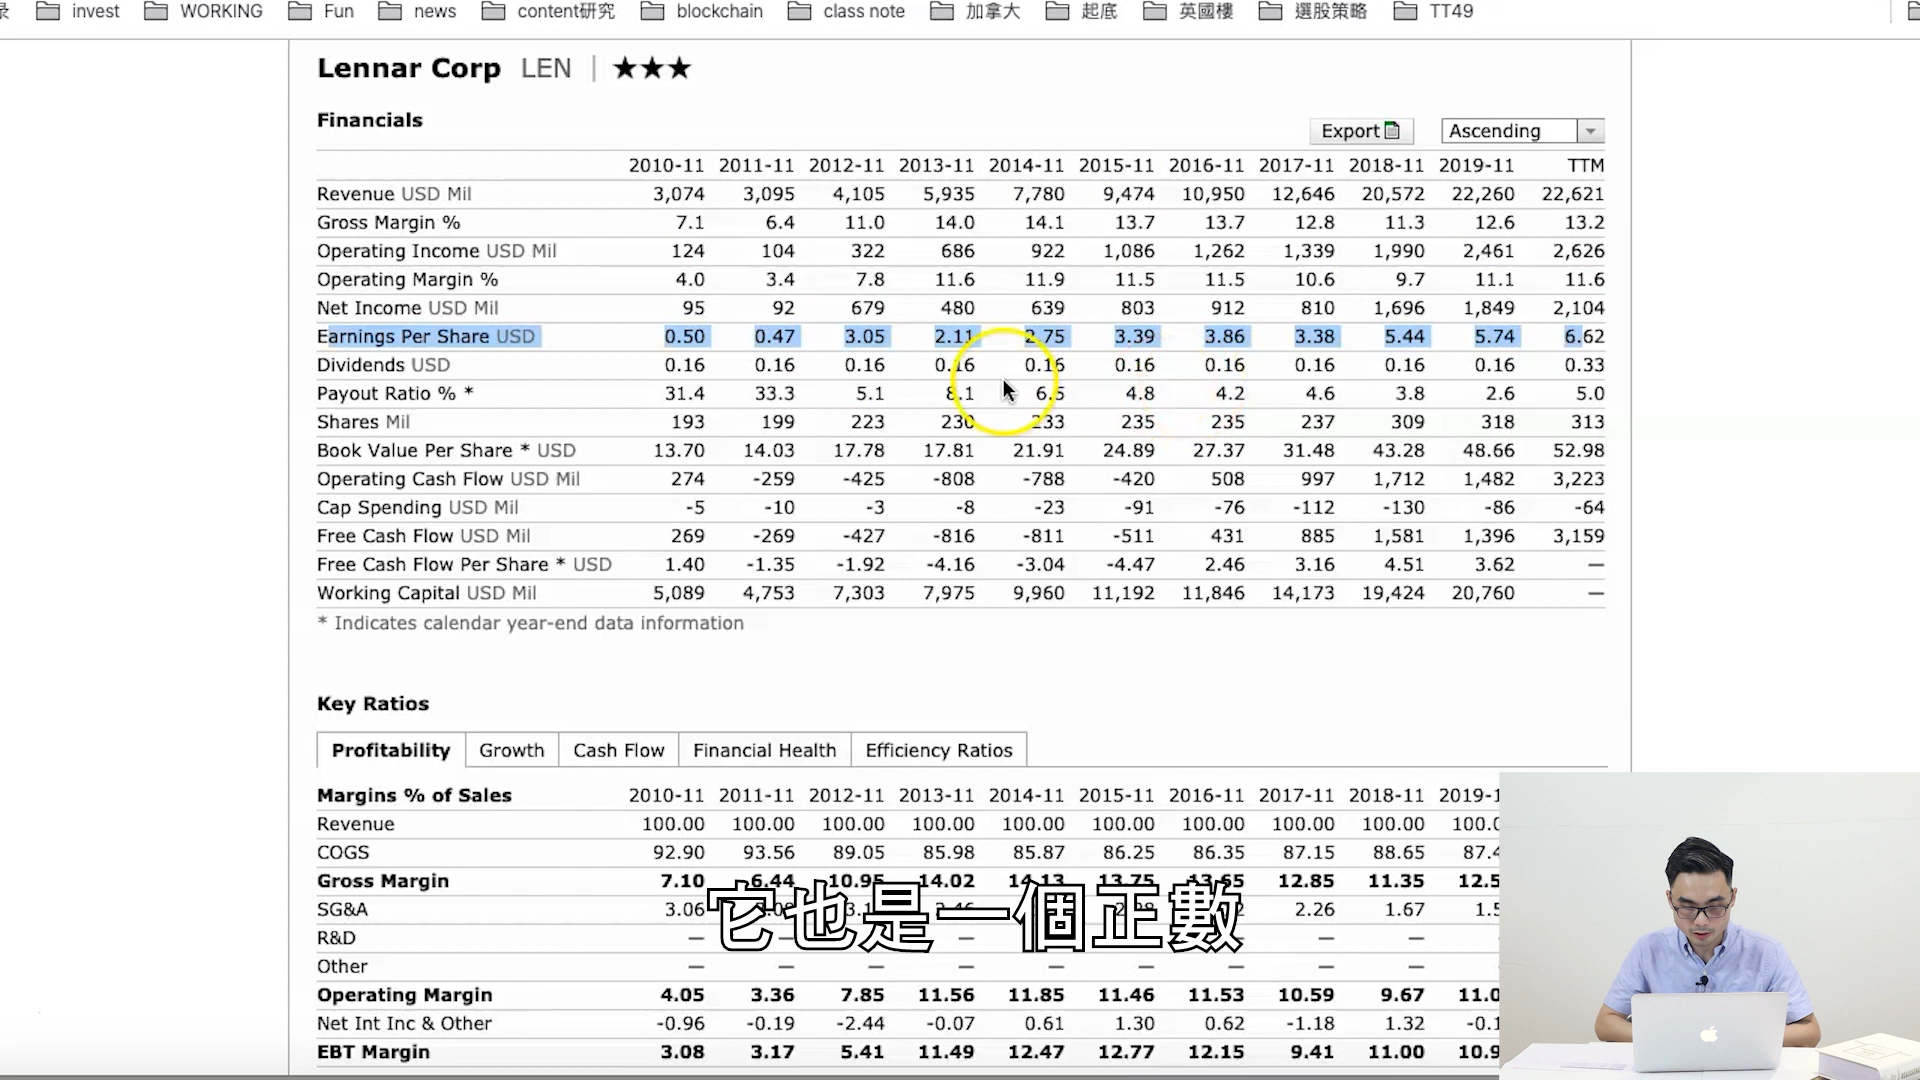 invest WORKING Fun news content研究 blockchain class note 加拿大 起底 英國樓 選股策略 TT49
Lennar Corp LEN | ★★★
Financials
Export Ascending
2010-11 2011-11 2012-11 2013-11 2014-11 2015-11 2016-11 2017-11 2018-11 2019-11 TTM
Revenue USD Mil 3,074 3,095 4,105 5,935 7,780 9,474 10,950 12,646 20,572 22,260 22,621
Gross Margin % 7.1 6.4 11.0 14.0 14.1 13.7 13.7 12.8 11.3 12.6 13.2
Operating Income USD Mil 124 104 322 686 922 1,086 1,262 1,339 1,990 2,461 2,626
Operating Margin % 4.0 3.4 7.8 11.6 11.9 11.5 11.5 10.6 9.7 11.1 11.6
Net Income USD Mil 95 92 679 480 639 803 912 810 1,696 1,849 2,104
Earnings Per Share USD 0.50 0.47 3.05 2.11 2.75 3.39 3.86 3.38 5.44 5.74 6.62
Dividends USD 0.16 0.16 0.16 0.16 0.16 0.16 0.16 0.16 0.16 0.16 0.33
Payout Ratio % * 31.4 33.3 5.1 8.1 6.5 4.8 4.2 4.6 3.8 2.6 5.0
Shares Mil 193 199 223 230 233 235 235 237 309 318 313
Book Value Per Share * USD 13.70 14.03 17.78 17.81 21.91 24.89 27.37 31.48 43.28 48.66 52.98
Operating Cash Flow USD Mil 274 -259 -425 -808 -788 -420 508 997 1,712 1,482 3,223
Cap Spending USD Mil -5 -10 -3 -8 -23 -91 -76 -112 -130 -86 -64
Free Cash Flow USD Mil 269 -269 -427 -816 -811 -511 431 885 1,581 1,396 3,159
Free Cash Flow Per Share * USD 1.40 -1.35 -1.92 -4.16 -3.04 -4.47 2.46 3.16 4.51 3.62 —
Working Capital USD Mil 5,089 4,753 7,303 7,975 9,960 11,192 11,846 14,173 19,424 20,760 —
* Indicates calendar year-end data information
Key Ratios
Profitability Growth Cash Flow Financial Health Efficiency Ratios
Margins % of Sales 2010-11 2011-11 2012-11 2013-11 2014-11 2015-11 2016-11 2017-11 2018-11 2019-1
Revenue 100.00 100.00 100.00 100.00 100.00 100.00 100.00 100.00 100.00 100.0
COGS 92.90 93.56 89.05 85.98 85.87 86.25 86.35 87.15 88.65 87.4
Gross Margin 7.10 6.44 10.95 14.02 14.13 13.75 13.65 12.85 11.35 12.5
SG&A 3.06 2.26 1.67 1.5
它也是一個正數
R&D — — — —
Other — — — — — — — — —
Operating Margin 4.05 3.36 7.85 11.56 11.85 11.46 11.53 10.59 9.67 11.0
Net Int Inc & Other -0.96 -0.19 -2.44 -0.07 0.61 1.30 0.62 -1.18 1.32 -0.1
EBT Margin 3.08 3.17 5.41 11.49 12.47 12.77 12.15 9.41 11.00 10.9